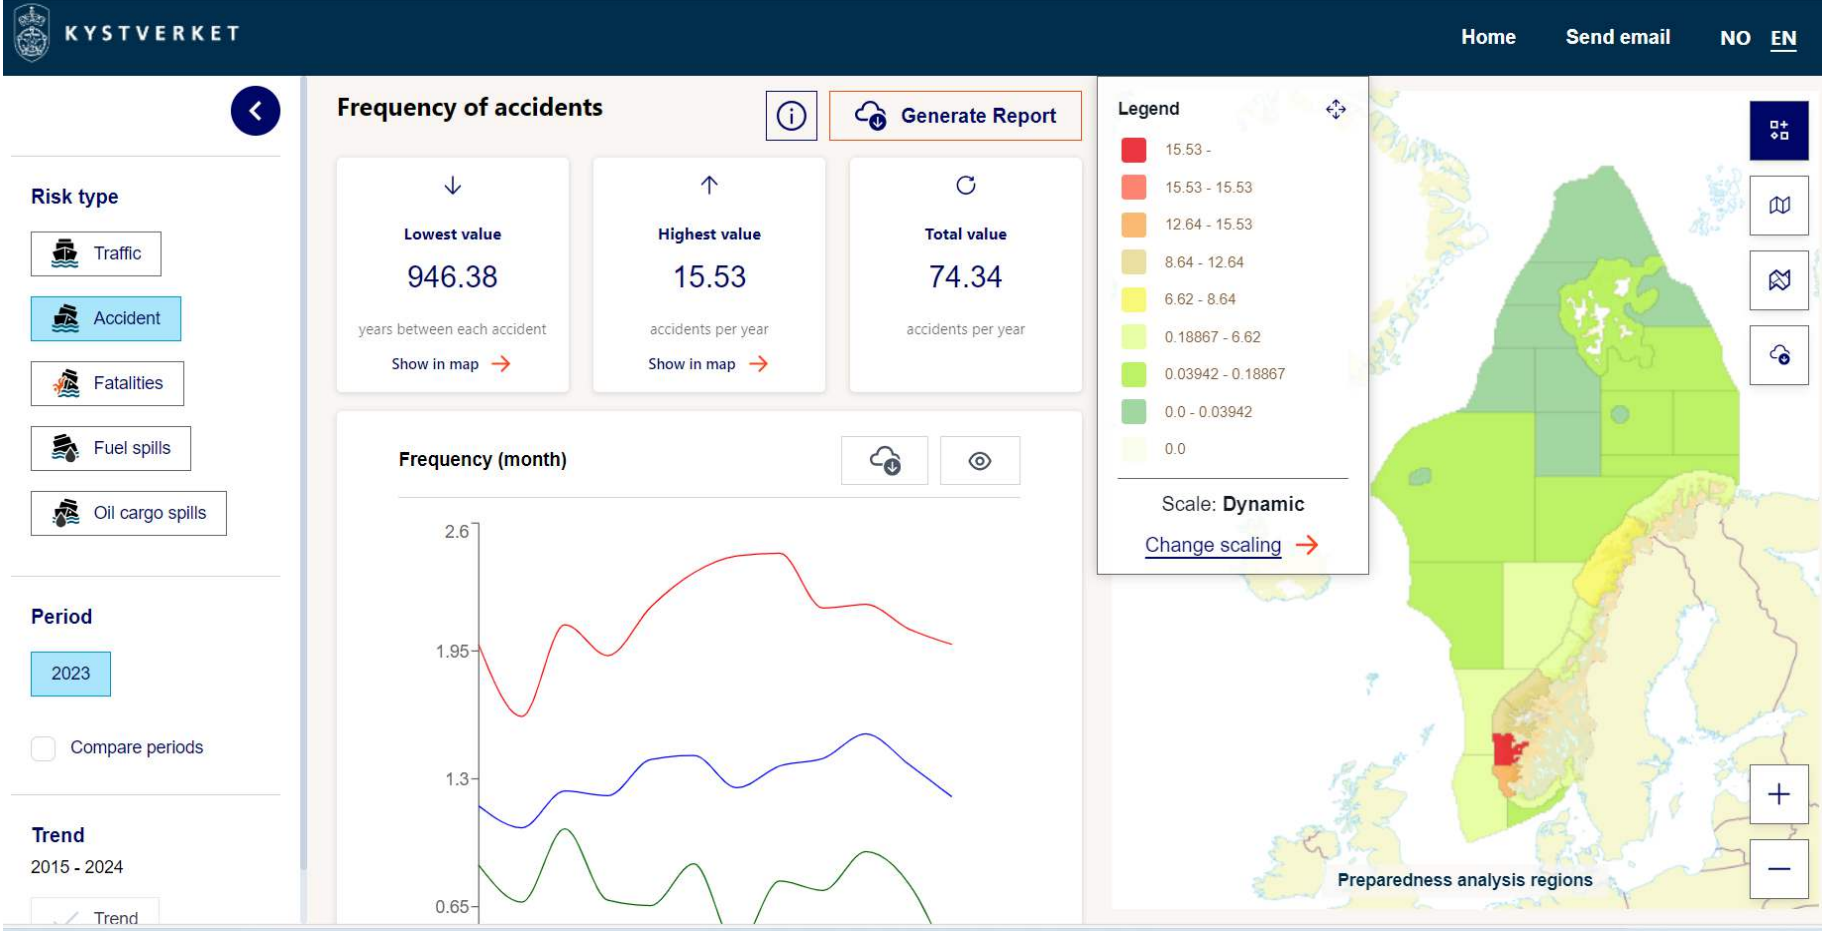 KYSTVERKET
Home
Send email
NO
EN
Risk type
Traffic
Accident
Fatalities
Fuel spills
Oil cargo spills
Period
2023
Compare periods
Trend
2015 - 2024
Trend
Frequency of accidents
Generate Report
Lowest value
946.38
years between each accident
Show in map
Highest value
15.53
accidents per year
Show in map
Total value
74.34
accidents per year
Frequency (month)
2.6
1.95
1.3
0.65
Legend
15.53 -
15.53 - 15.53
12.64 - 15.53
8.64 - 12.64
6.62 - 8.64
0.18867 - 6.62
0.03942 - 0.18867
0.0 - 0.03942
0.0
Scale: Dynamic
Change scaling
Preparedness analysis regions